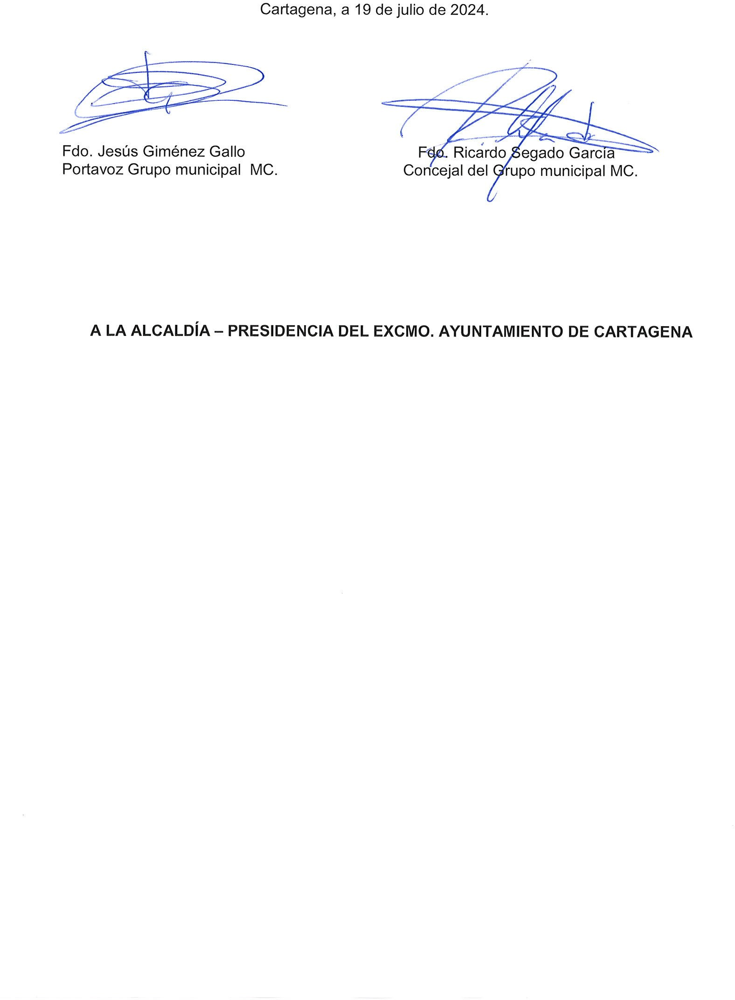 Cartagena, a 19 de julio de 2024.
Fdo. Jesús Giménez Gallo
Portavoz Grupo municipal MC.
Fdo. Ricardo Segado García
Concejal del Grupo municipal MC.
A LA ALCALDÍA – PRESIDENCIA DEL EXCMO. AYUNTAMIENTO DE CARTAGENA